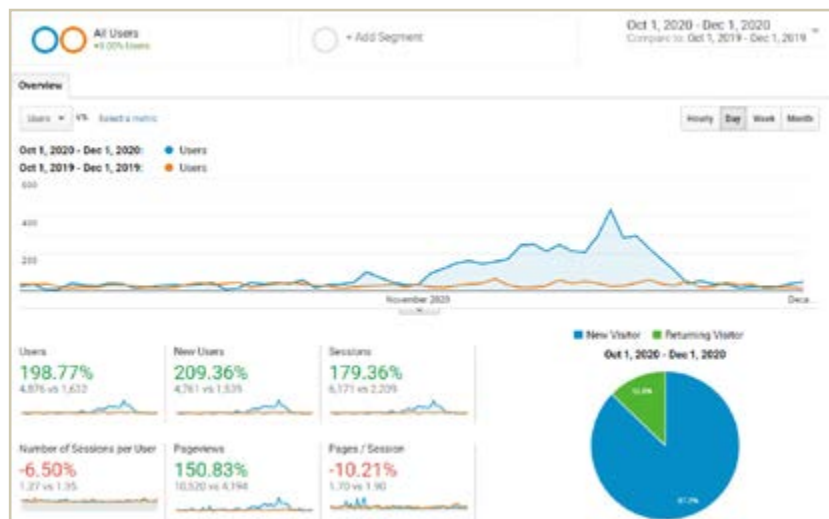 All Users
+ Add Segment
Oct 1, 2020 - Dec 1, 2020
Compare to: Oct 1, 2019 - Dec 1, 2019
Overview
Users VS. Select a metric
Hourly Day Week Month
Oct 1, 2020 - Dec 1, 2020: Users
Oct 1, 2019 - Dec 1, 2019: Users
600
400
200
November 2020
Dece...
New Visitor Returning Visitor
Oct 1, 2020 - Dec 1, 2020
Users
198.77%
4,876 vs 1,632
New Users
209.36%
4,761 vs 1,539
Sessions
179.36%
6,171 vs 2,209
Number of Sessions per User
-6.50%
1.27 vs 1.35
Pageviews
150.83%
10,520 vs 4,194
Pages / Session
-10.21%
1.70 vs 1.90